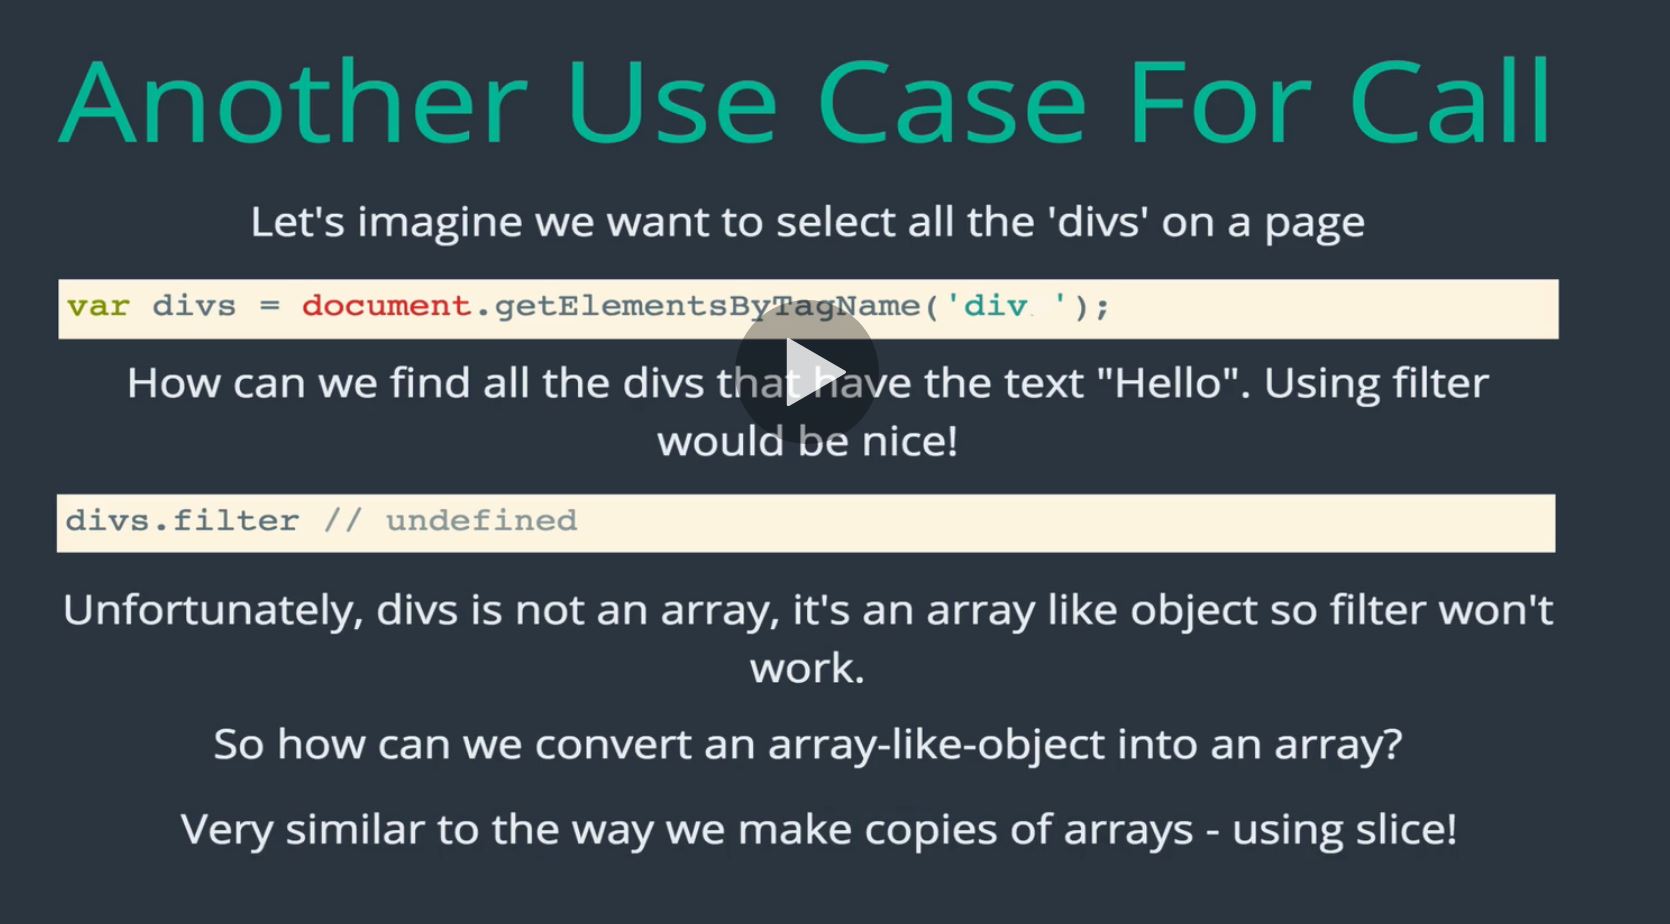 Another Use Case For Call
Let's imagine we want to select all the 'divs' on a page
var divs = document.getElementsByTagName('div ');
How can we find all the divs that have the text "Hello". Using filter
would be nice!
divs.filter // undefined
Unfortunately, divs is not an array, it's an array like object so filter won't
work.
So how can we convert an array-like-object into an array?
Very similar to the way we make copies of arrays - using slice!